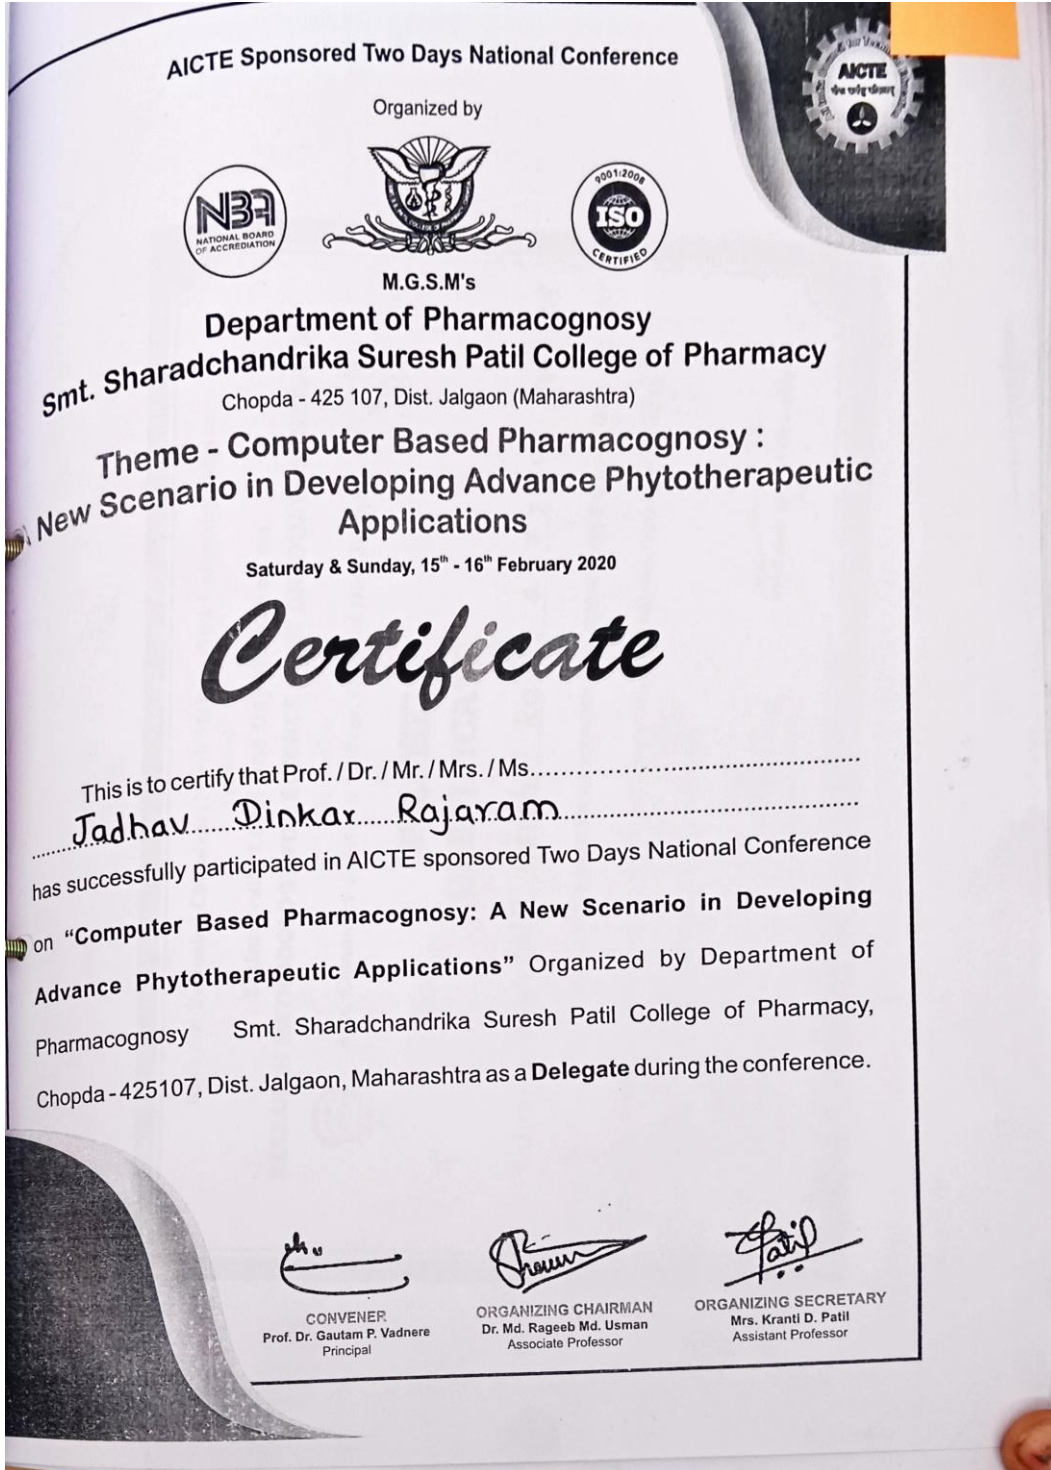 AICTE Sponsored Two Days National Conference
AICTE
Organized by
NBA
NATIONAL BOARD
OF ACCREDIATION
9001:2008
ISO
CERTIFIED
M.G.S.M's
Department of Pharmacognosy
Smt. Sharadchandrika Suresh Patil College of Pharmacy
Chopda - 425 107, Dist. Jalgaon (Maharashtra)
Theme - Computer Based Pharmacognosy :
New Scenario in Developing Advance Phytotherapeutic
Applications
Saturday & Sunday, 15th - 16th February 2020
Certificate
This is to certify that Prof. / Dr. / Mr. / Mrs. / Ms.
Jadhav Dinkar Rajaram
has successfully participated in AICTE sponsored Two Days National Conference
on “Computer Based Pharmacognosy: A New Scenario in Developing
Advance Phytotherapeutic Applications” Organized by Department of
Pharmacognosy Smt. Sharadchandrika Suresh Patil College of Pharmacy,
Chopda - 425107, Dist. Jalgaon, Maharashtra as a Delegate during the conference.
Patil
CONVENER
Prof. Dr. Gautam P. Vadnere
Principal
ORGANIZING CHAIRMAN
Dr. Md. Rageeb Md. Usman
Associate Professor
ORGANIZING SECRETARY
Mrs. Kranti D. Patil
Assistant Professor